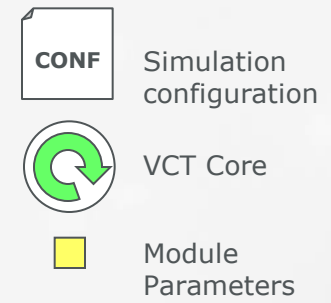 CONF
Simulation
configuration
VCT Core
Module
Parameters